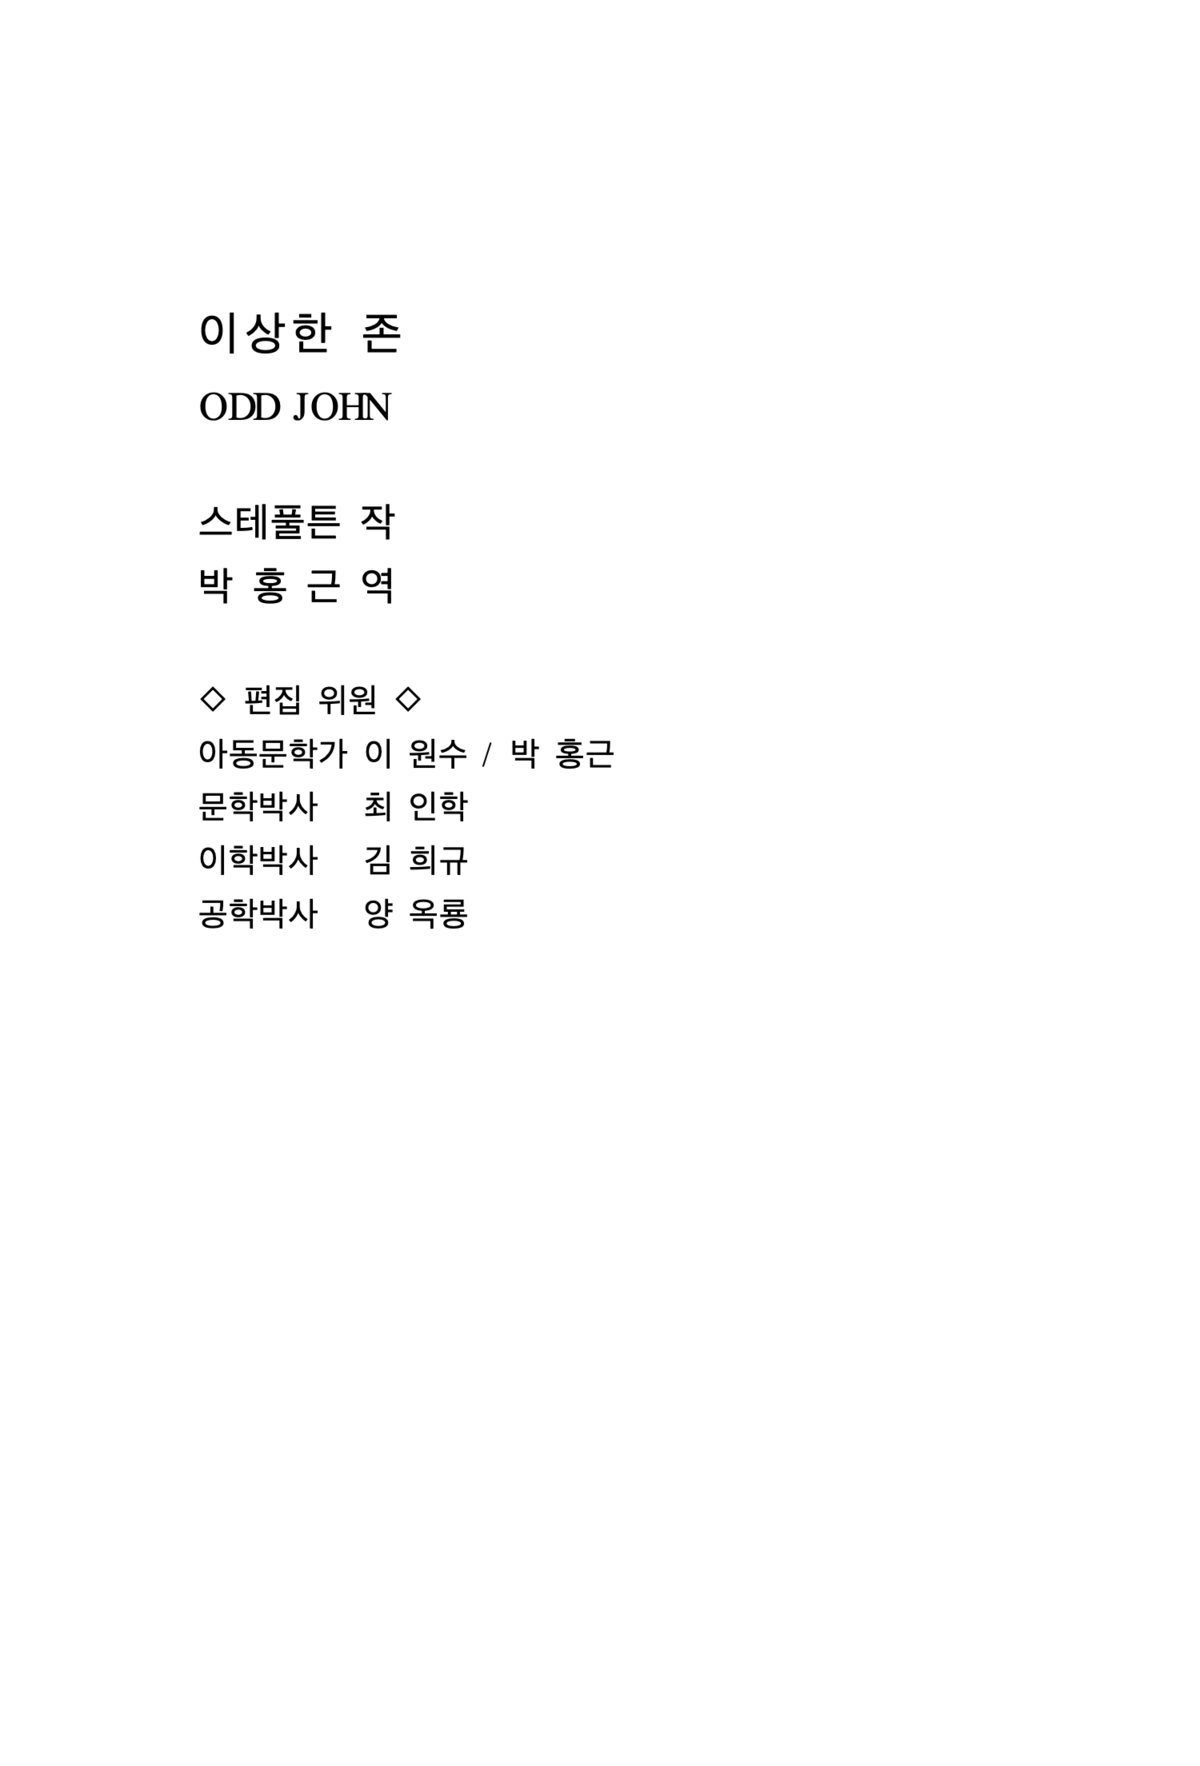 이상한 존
ODD JOHN
스테풀튼 작
박 홍 근 역
◇ 편집 위원 ◇
아동문학가 이 원수 / 박 홍근
문학박사 최 인학
이학박사 김 희규
공학박사 양 옥룡